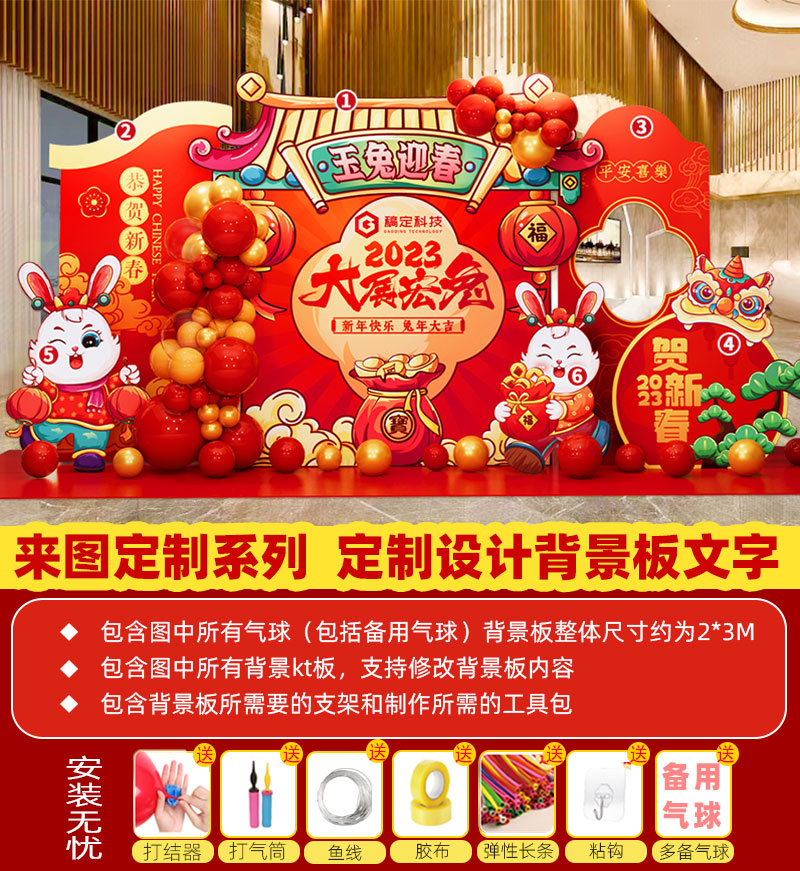 ①
②
③
玉兔迎春
平安喜樂
恭贺新春
HAPPY CHINESE
稿定科技
GAODING TECHNOLOGY
2023
大展宏兔
新年快乐 兔年大吉
福
④
⑤
⑥
贺新春
2023
寶
福
来图定制系列 定制设计背景板文字
◆ 包含图中所有气球（包括备用气球）背景板整体尺寸约为2*3M
◆ 包含图中所有背景kt板，支持修改背景板内容
◆ 包含背景板所需要的支架和制作所需的工具包
安装无忧
送 送 送 送 送 送 送
备用
气球
打结器 打气筒 鱼线 胶布 弹性长条 粘钩 多备气球